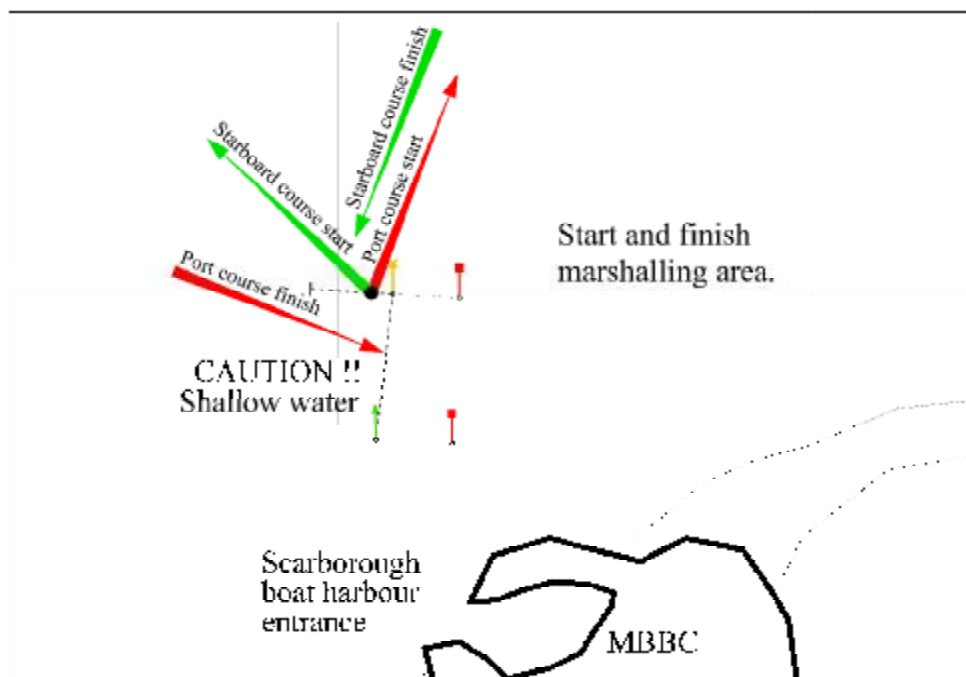 Starboard course finish
Port course start
Starboard course start
Port course finish
Start and finish
marshalling area.
CAUTION !!
Shallow water
Scarborough
boat harbour
entrance
MBBC